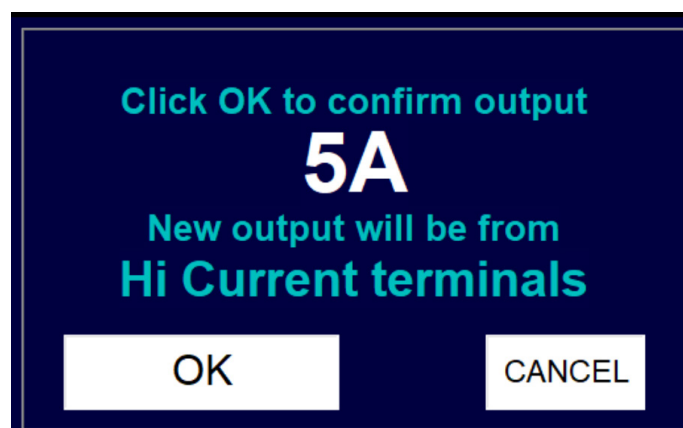 Click OK to confirm output
5A
New output will be from
Hi Current terminals
OK
CANCEL